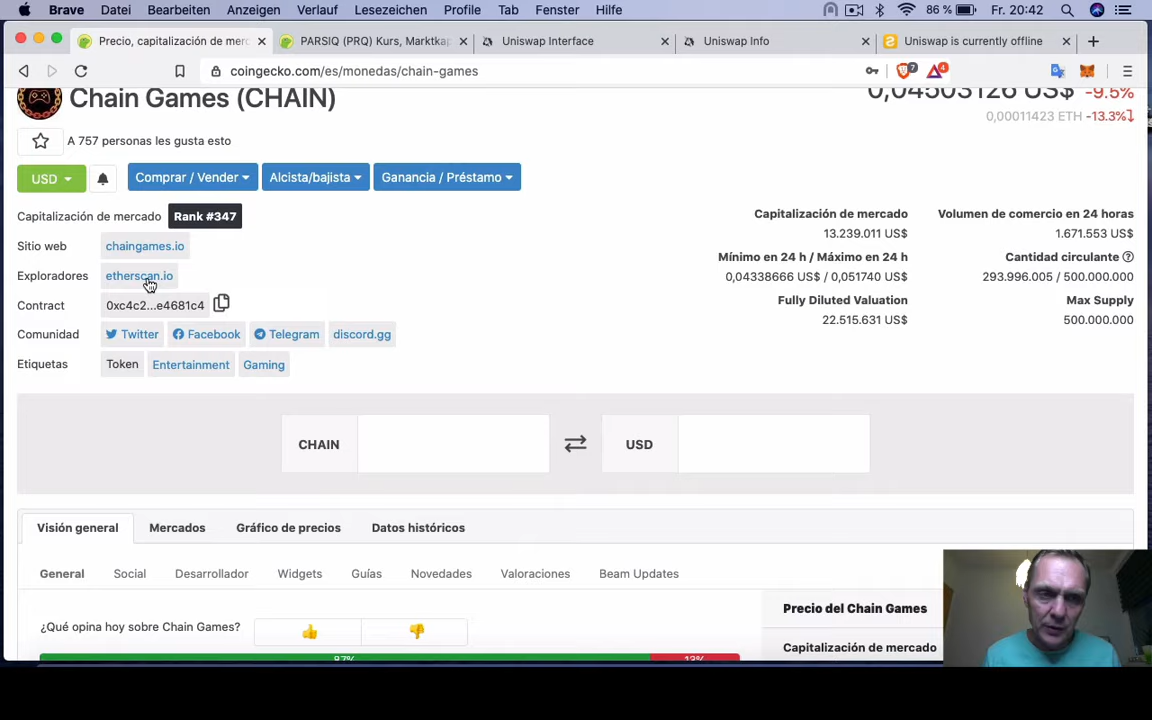 Brave Datei Bearbeiten Anzeigen Verlauf Lesezeichen Profile Tab Fenster Hilfe 86 % Fr. 20:42
Precio, capitalización de merc PARSIQ (PRQ) Kurs, Marktkap Uniswap Interface Uniswap Info Uniswap is currently offline
coingecko.com/es/monedas/chain-games 7 4
Chain Games (CHAIN) 0,04503126 US$ -9.5%
0,00011423 ETH -13.3%
A 757 personas les gusta esto
USD Comprar / Vender Alcista/bajista Ganancia / Préstamo
Capitalización de mercado Rank #347
Sitio web chaingames.io
Exploradores etherscan.io
Contract 0xc4c2...e4681c4
Comunidad Twitter Facebook Telegram discord.gg
Etiquetas Token Entertainment Gaming
Capitalización de mercado Volumen de comercio en 24 horas
13.239.011 US$ 1.671.553 US$
Mínimo en 24 h / Máximo en 24 h Cantidad circulante
0,04338666 US$ / 0,051740 US$ 293.996.005 / 500.000.000
Fully Diluted Valuation Max Supply
22.515.631 US$ 500.000.000
CHAIN USD
Visión general Mercados Gráfico de precios Datos históricos
General Social Desarrollador Widgets Guías Novedades Valoraciones Beam Updates
¿Qué opina hoy sobre Chain Games?
87% 13%
Precio del Chain Games
Capitalización de mercado